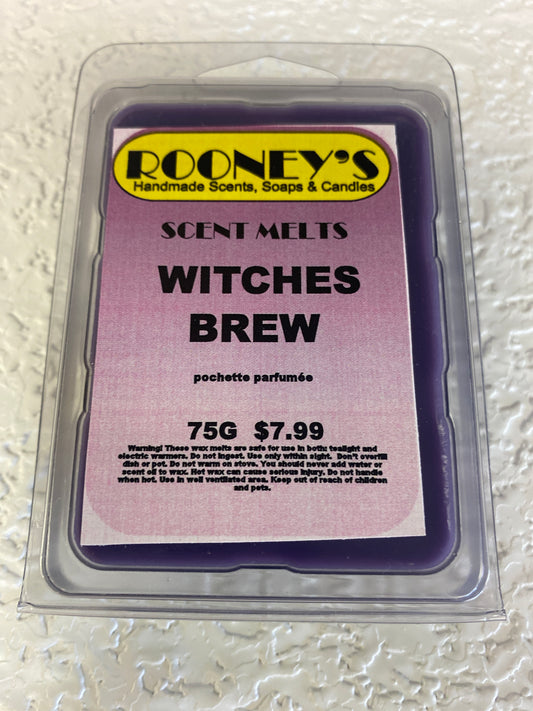 ROONEY'S
Handmade Scents, Soaps & Candles
SCENT MELTS
WITCHES
BREW
pochette parfumée
75G $7.99
Warning! These wax melts are safe for use in both: tealight and
electric warmers. Do not ingest. Use only within sight. Don't overfill
dish or pot. Do not warm on stove. You should never add water or
scent oil to wax. Hot wax can cause serious injury. Do not handle
when hot. Use in well ventilated area. Keep out of reach of children
and pets.